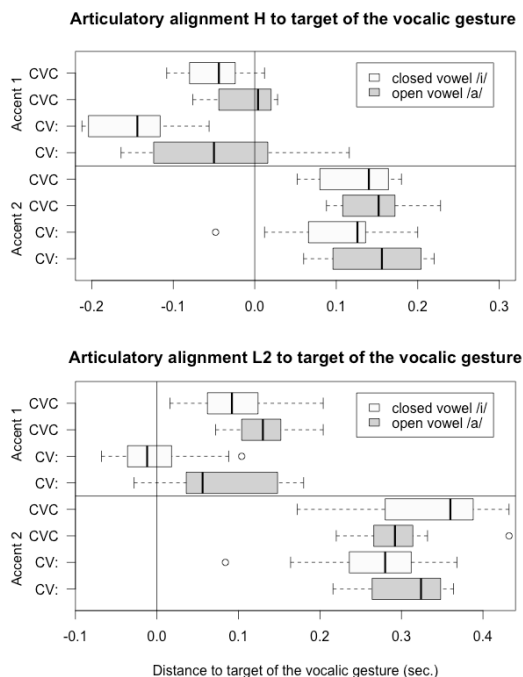 Articulatory alignment H to target of the vocalic gesture
Accent 1
CVC
CVC
CV:
CV:
Accent 2
CVC
CVC
CV:
CV:
closed vowel /i/
open vowel /a/
-0.2 -0.1 0.0 0.1 0.2 0.3
Articulatory alignment L2 to target of the vocalic gesture
Accent 1
CVC
CVC
CV:
CV:
Accent 2
CVC
CVC
CV:
CV:
closed vowel /i/
open vowel /a/
-0.1 0.0 0.1 0.2 0.3 0.4
Distance to target of the vocalic gesture (sec.)